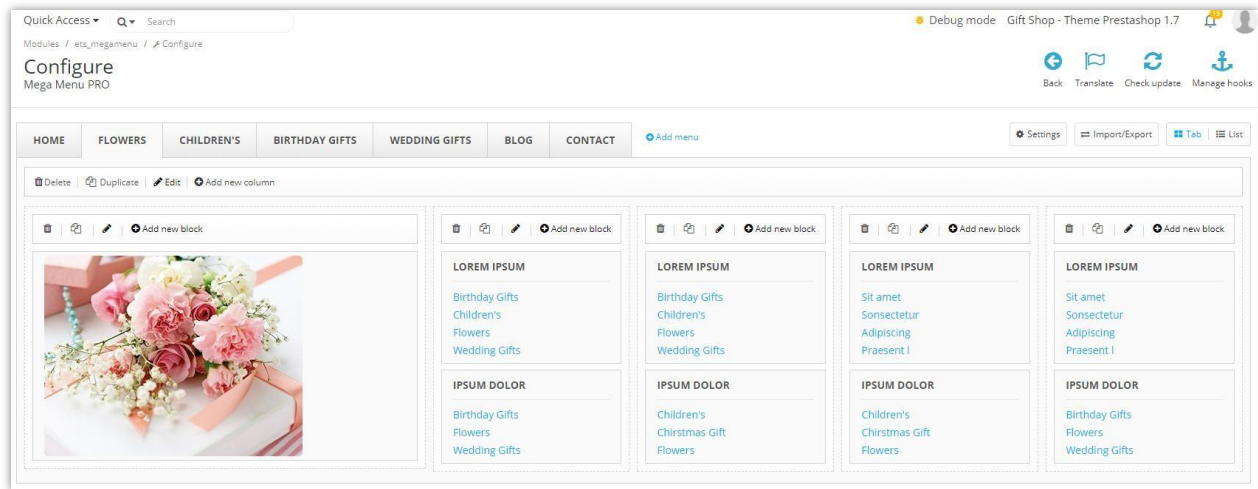 Quick Access
Search
Debug mode Gift Shop - Theme Prestashop 1.7
Modules / ets_megamenu / Configure
Configure
Mega Menu PRO
Back Translate Check update Manage hooks
HOME FLOWERS CHILDREN'S BIRTHDAY GIFTS WEDDING GIFTS BLOG CONTACT Add menu Settings Import/Export Tab List
Delete Duplicate Edit Add new column
Add new block Add new block Add new block Add new block Add new block
LOREM IPSUM LOREM IPSUM LOREM IPSUM LOREM IPSUM
Birthday Gifts Birthday Gifts Sit amet Sit amet
Children's Children's Sonsectetur Sonsectetur
Flowers Flowers Adipiscing Adipiscing
Wedding Gifts Wedding Gifts Praesent l Praesent l
IPSUM DOLOR IPSUM DOLOR IPSUM DOLOR IPSUM DOLOR
Birthday Gifts Children's Children's Birthday Gifts
Flowers Chirstmas Gift Chirstmas Gift Flowers
Wedding Gifts Flowers Flowers Wedding Gifts